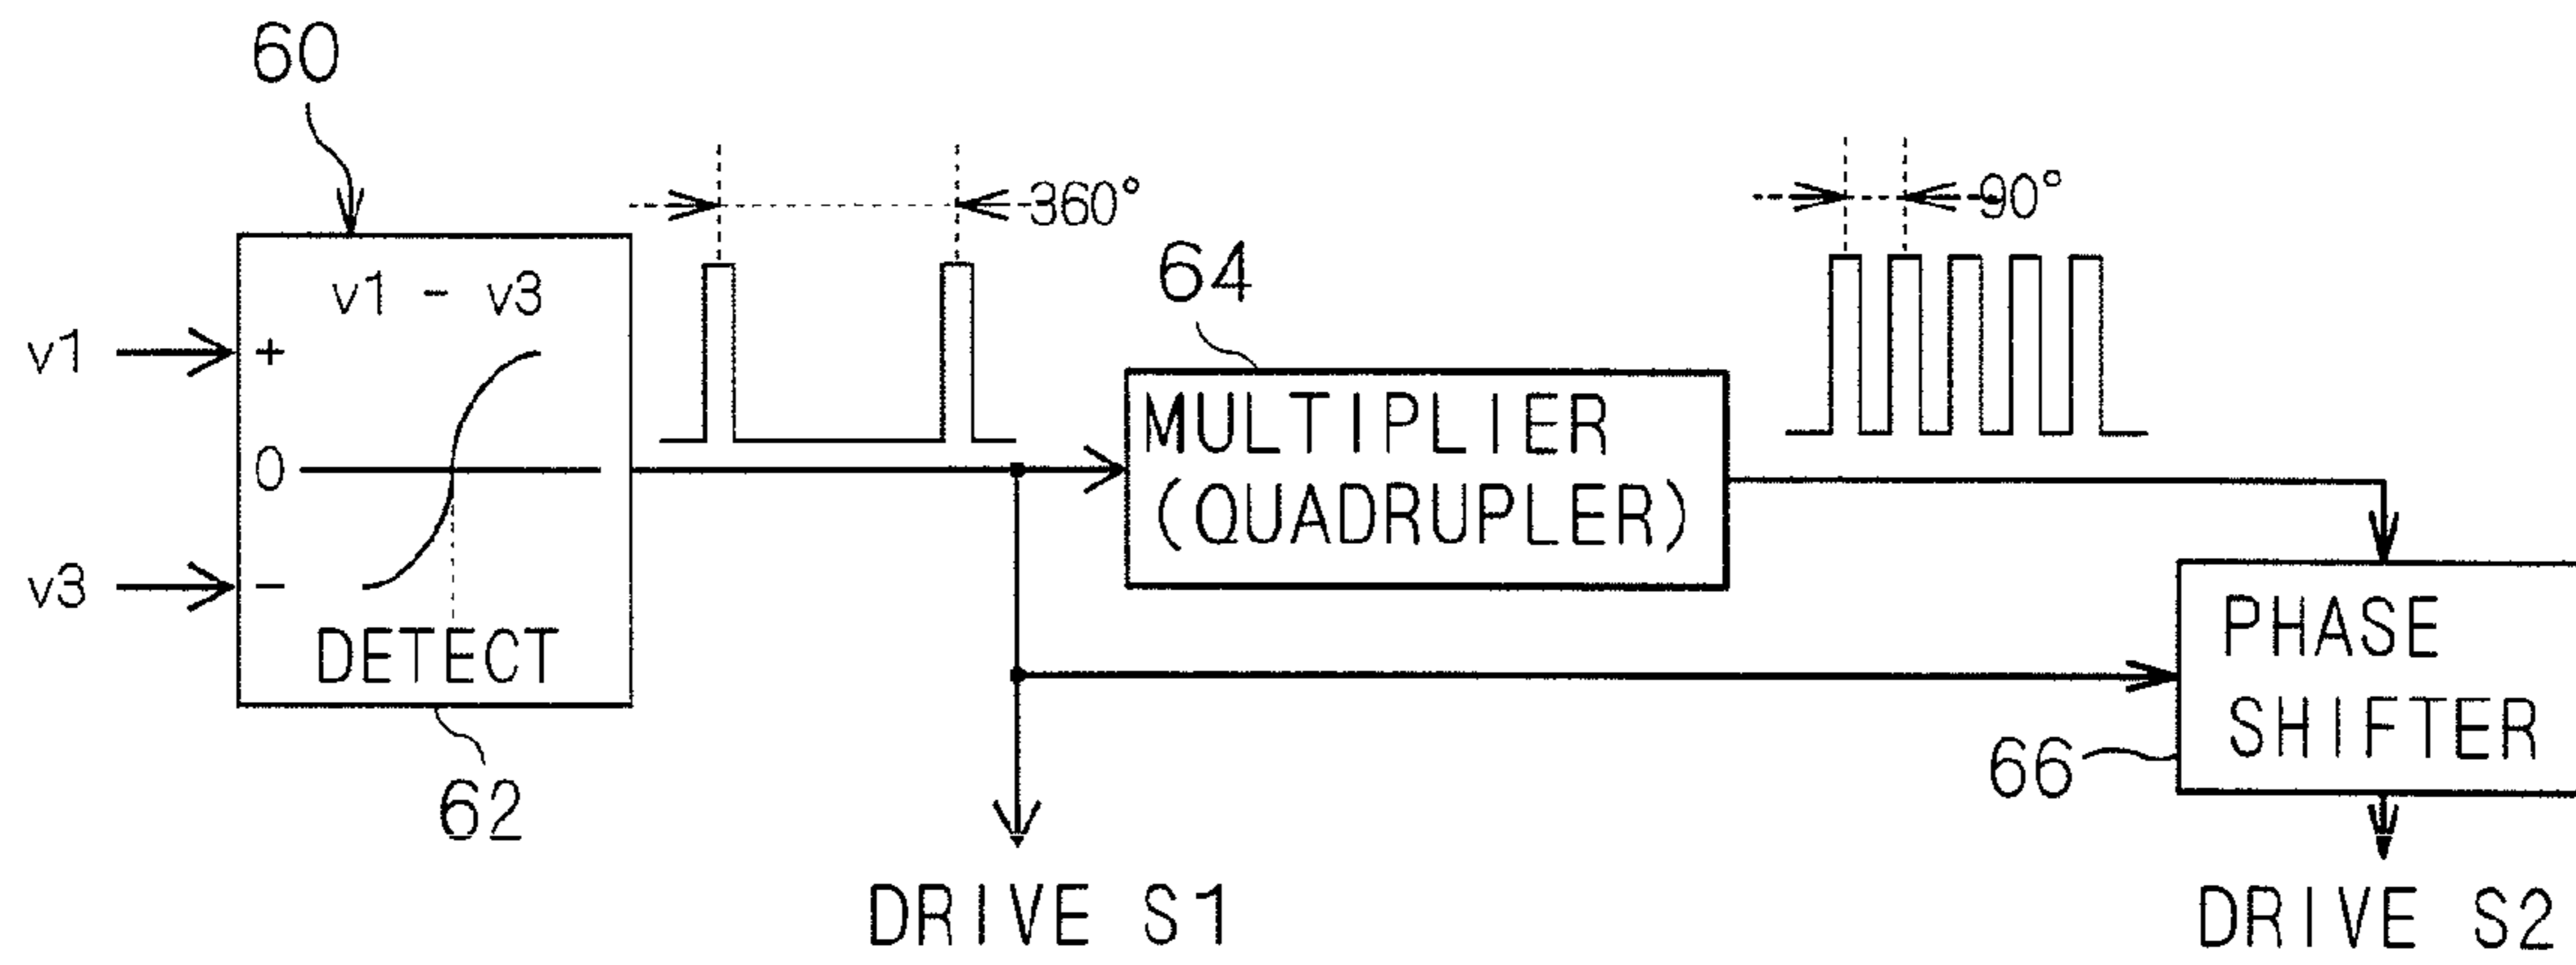 60
v1 - v3
v1
+
0
v3
-
DETECT
62
360°
64
MULTIPLIER
(QUADRUPLER)
90°
PHASE
SHIFTER
66
DRIVE S1
DRIVE S2